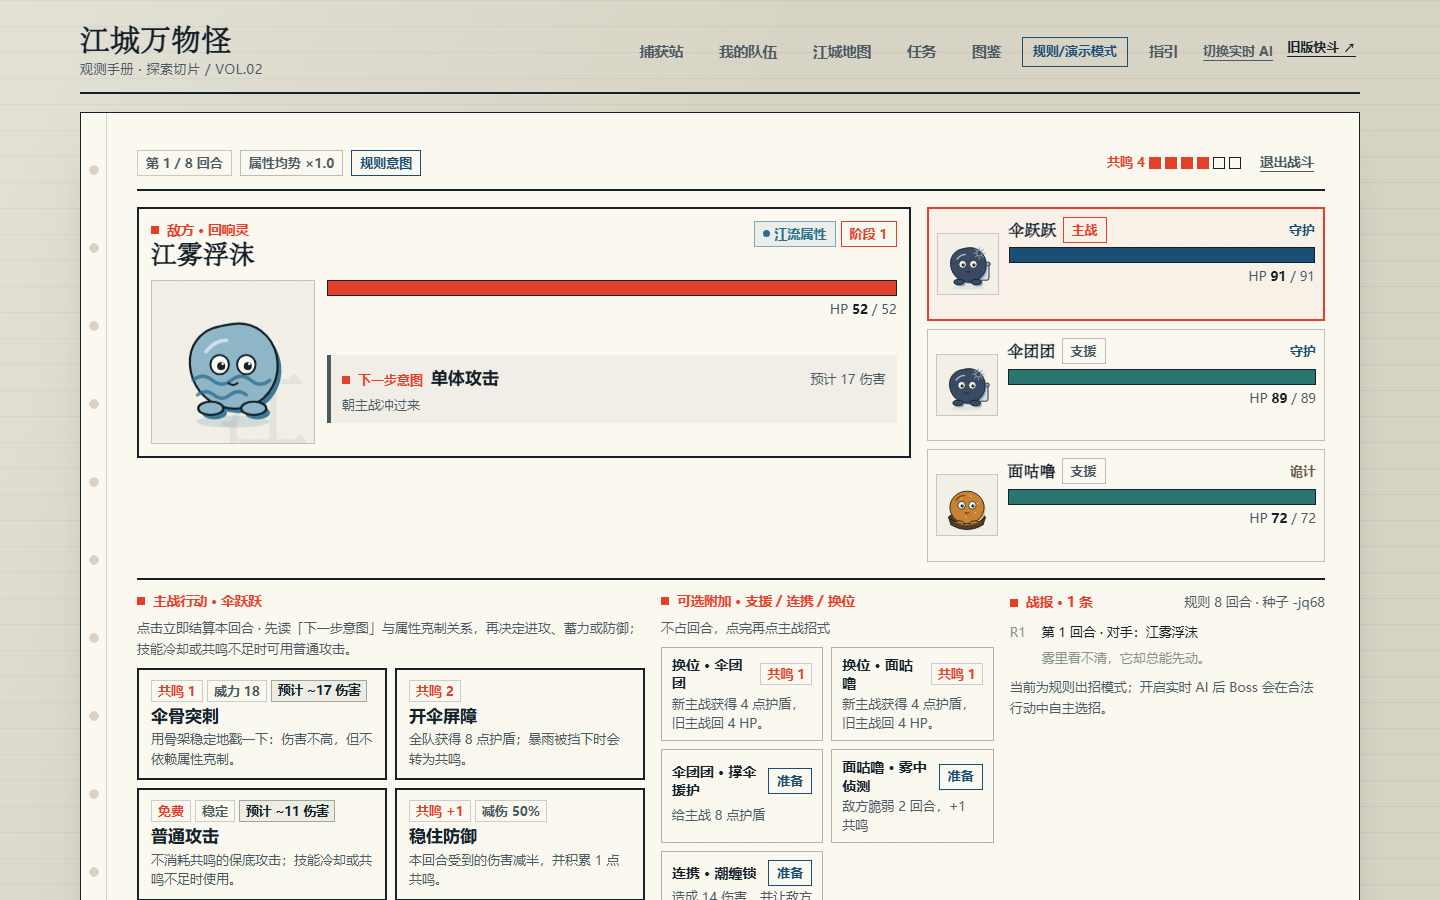 江城万物怪
观测手册 · 探索切片 / VOL.02
捕获站 我的队伍 江城地图 任务 图鉴 规则/演示模式 指引 切换实时 AI 旧版快斗 ↗
第 1 / 8 回合 属性均势 ×1.0 规则意图
共鸣 4 退出战斗
敌方 • 回响灵
江雾浮沫
江流属性 阶段 1
HP 52 / 52
下一步意图 单体攻击 预计 17 伤害
朝主战冲过来
伞跃跃 主战 守护
HP 91 / 91
伞团团 支援 守护
HP 89 / 89
面咕噜 支援 诡计
HP 72 / 72
主战行动 • 伞跃跃
点击立即结算本回合 · 先读「下一步意图」与属性克制关系，再决定进攻、蓄力或防御；
技能冷却或共鸣不足时可用普通攻击。
共鸣 1 威力 18 预计 ~17 伤害
伞骨突刺
用骨架稳定地戳一下：伤害不高，但不
依赖属性克制。
共鸣 2
开伞屏障
全队获得 8 点护盾；暴雨被挡下时会
转为共鸣。
免费 稳定 预计 ~11 伤害
普通攻击
不消耗共鸣的保底攻击；技能冷却或共
鸣不足时使用。
共鸣 +1 减伤 50%
稳住防御
本回合受到的伤害减半，并积累 1 点
共鸣。
可选附加 • 支援 / 连携 / 换位
不占回合，点完再点主战招式
换位 • 伞团
团
共鸣 1
新主战获得 4 点护盾，
旧主战回 4 HP。
换位 • 面咕
噜
共鸣 1
新主战获得 4 点护盾，
旧主战回 4 HP。
伞团团 • 撑伞
援护
准备
给主战 8 点护盾
面咕噜 • 雾中
侦测
准备
敌方脆弱 2 回合，+1
共鸣
连携 • 潮缠锁 准备
造成 14 伤害，并让敌方
战报 • 1 条 规则 8 回合 · 种子 -jq68
R1 第 1 回合 · 对手：江雾浮沫
雾里看不清，它却总能先动。
当前为规则出招模式；开启实时 AI 后 Boss 会在合法
行动中自主选招。